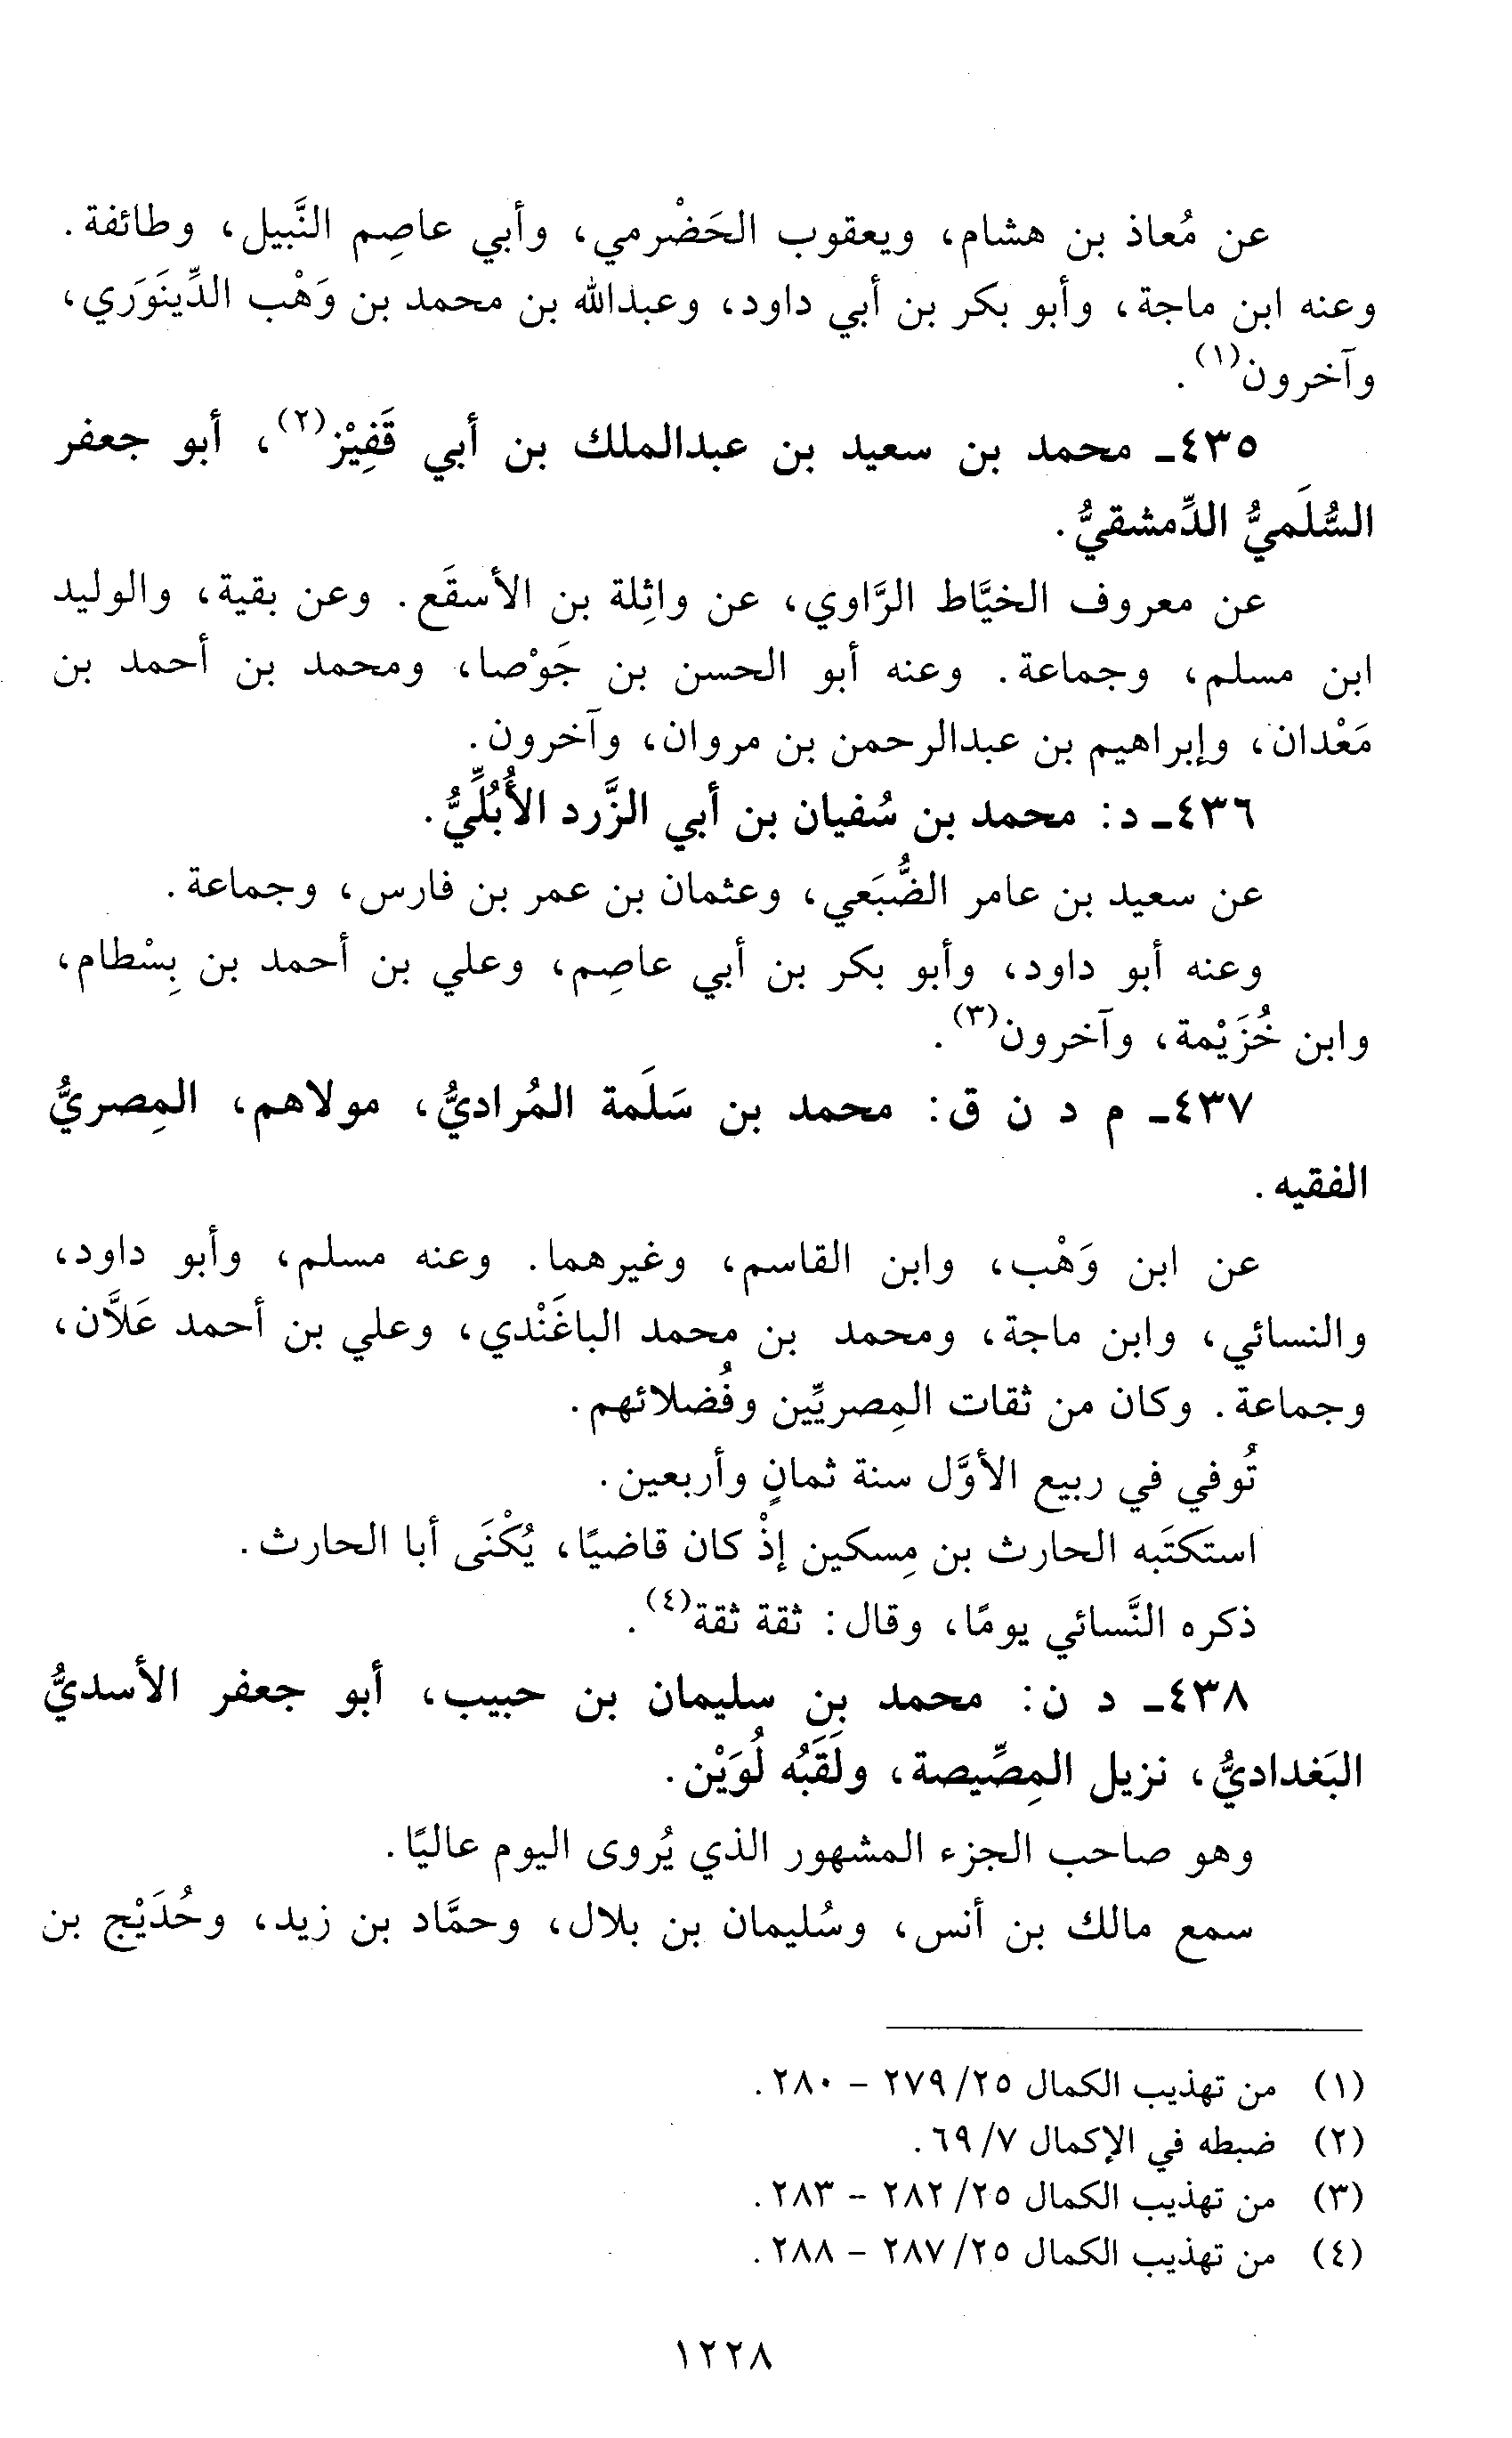 عن مُعاذ بن هشام، ويعقوب الحَضْرمي، وأبي عاصِم النَّبيل، وطائفة.
وعنه ابن ماجة، وأبو بكر بن أبي داود، وعبدالله بن محمد بن وَهْب الدِّينَوَري،
وآخرون(١).
٤٣٥ـ محمد بن سعيد بن عبدالملك بن أبي قَفِيْز(٢)، أبو جعفر
السُّلَميُّ الدِّمشقيُّ.
عن معروف الخيَّاط الرَّاوي، عن واثِلة بن الأسقَع. وعن بقية، والوليد
ابن مسلم، وجماعة. وعنه أبو الحسن بن جَوْصا، ومحمد بن أحمد بن
مَعْدان، وإبراهيم بن عبدالرحمن بن مروان، وآخرون.
٤٣٦ـ د: محمد بن سُفيان بن أبي الزَّرد الأُبُلِّيُّ.
عن سعيد بن عامر الضُّبَعي، وعثمان بن عمر بن فارس، وجماعة.
وعنه أبو داود، وأبو بكر بن أبي عاصِم، وعلي بن أحمد بن بِسْطام،
وابن خُزَيْمة، وآخرون(٣).
٤٣٧ـ م د ن ق: محمد بن سَلَمة المُراديُّ، مولاهم، المِصريُّ
الفقيه.
عن ابن وَهْب، وابن القاسم، وغيرهما. وعنه مسلم، وأبو داود،
والنسائي، وابن ماجة، ومحمد بن محمد الباغَنْدي، وعلي بن أحمد عَلاَّن،
وجماعة. وكان من ثقات المِصريِّين وفُضلائهم.
تُوفي في ربيع الأوَّل سنة ثمانٍ وأربعين.
استَكتَبه الحارث بن مِسكين إذْ كان قاضيًا، يُكْنَى أبا الحارث.
ذكره النَّسائي يومًا، وقال: ثقة ثقة(٤).
٤٣٨ـ د ن: محمد بن سليمان بن حبيب، أبو جعفر الأسديُّ
البَغداديُّ، نزيل المِصِّيصة، ولَقَبُه لُوَيْن.
وهو صاحب الجزء المشهور الذي يُروى اليوم عاليًا.
سمع مالك بن أنس، وسُليمان بن بلال، وحمَّاد بن زيد، وحُدَيْج بن
(١) من تهذيب الكمال ٢٥/ ٢٧٩ - ٢٨٠.
(٢) ضبطه في الإكمال ٧/ ٦٩.
(٣) من تهذيب الكمال ٢٥/ ٢٨٢ - ٢٨٣.
(٤) من تهذيب الكمال ٢٥/ ٢٨٧ - ٢٨٨.
١٢٢٨